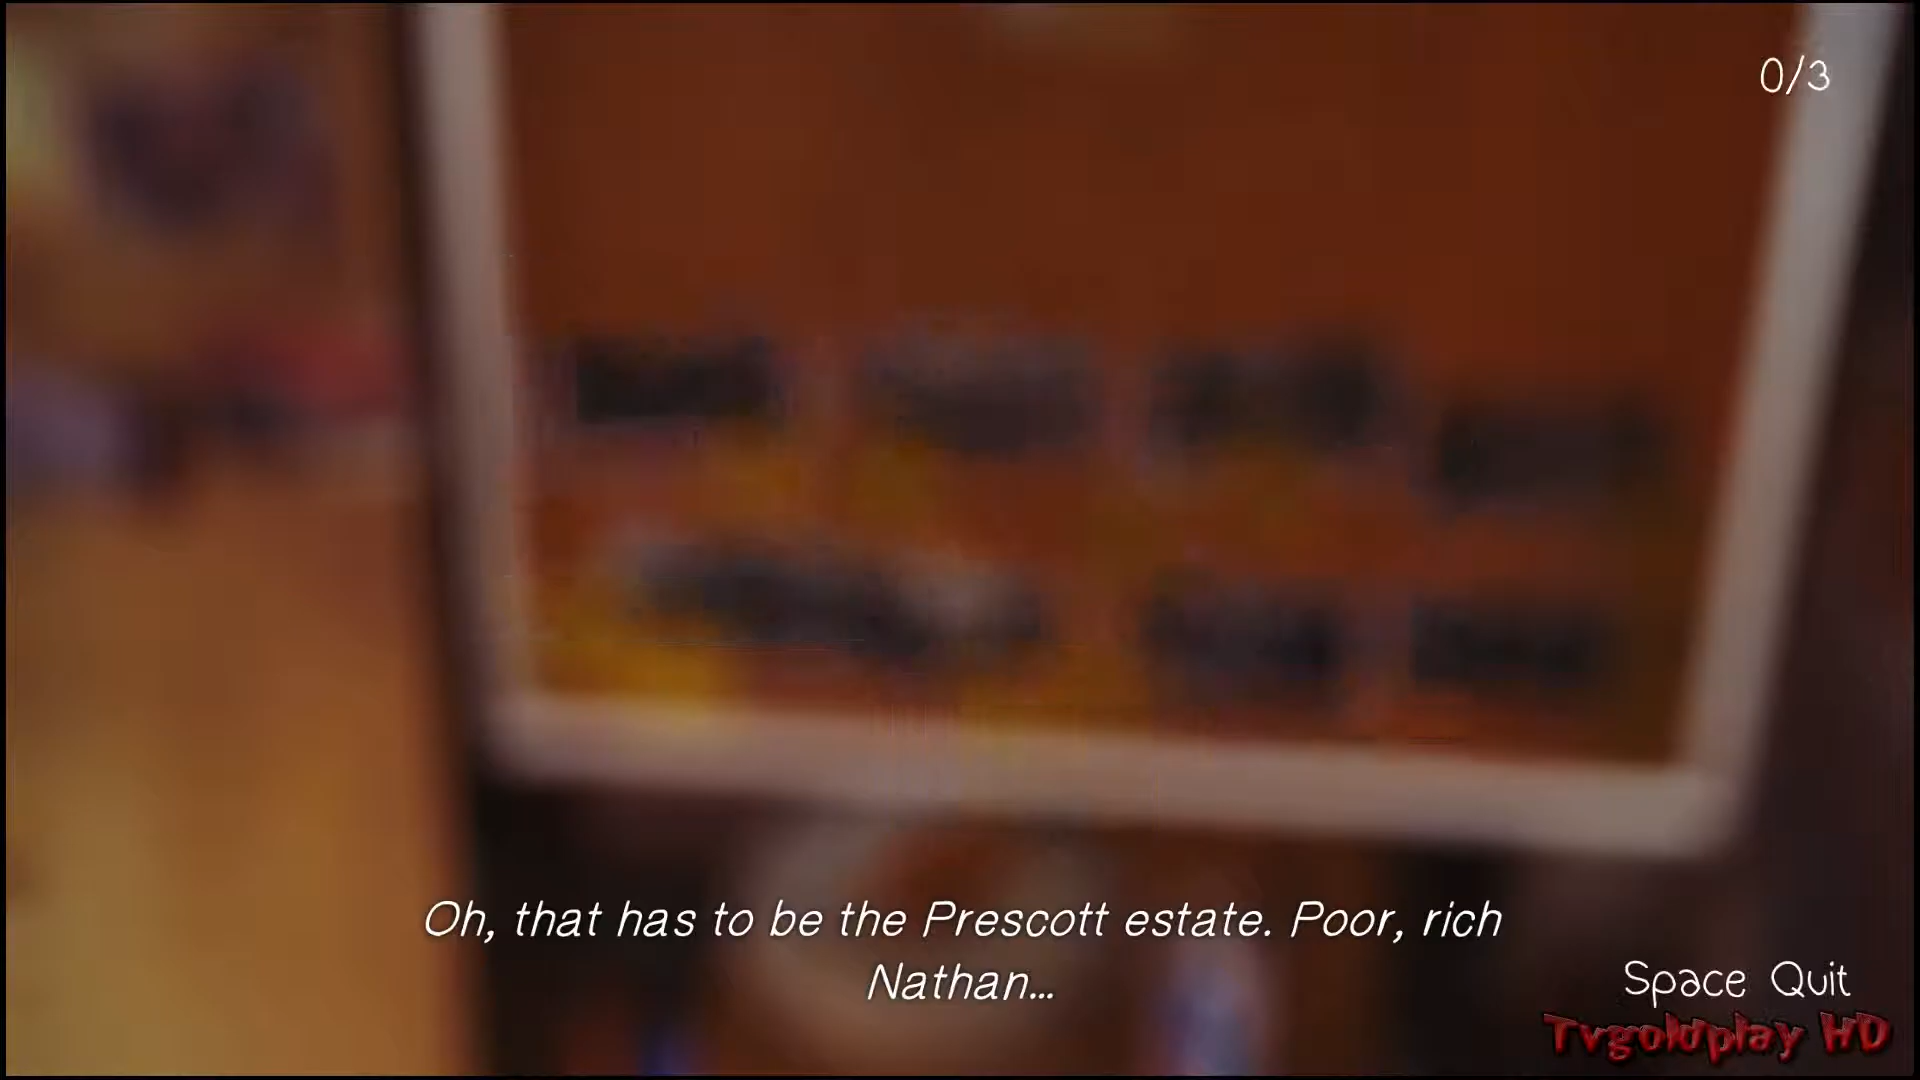 0/3
Oh, that has to be the Prescott estate. Poor, rich
Nathan...
Space Quit
Tvgoldplay HD